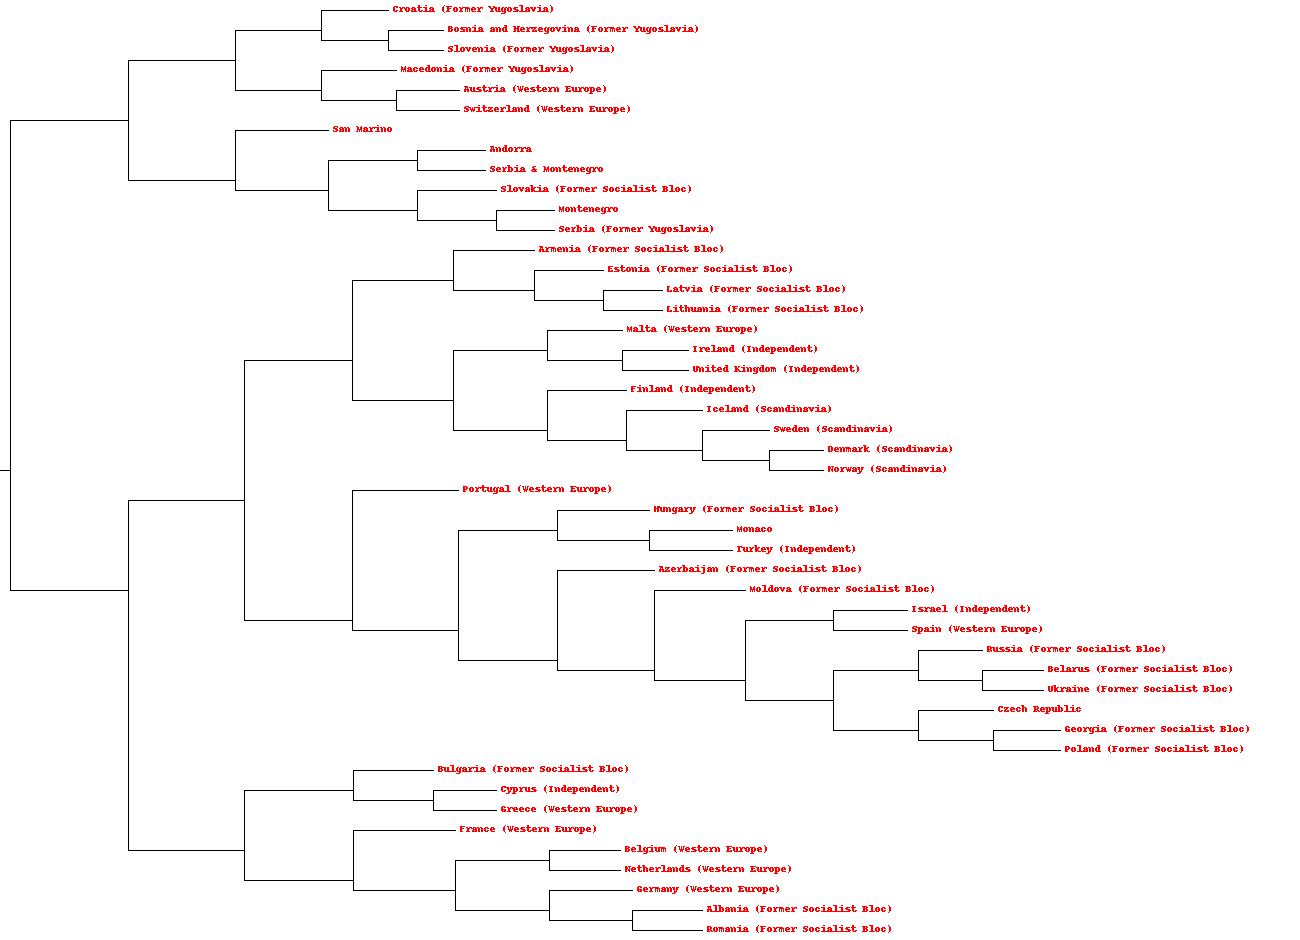 Croatia (Former Yugoslavia)
Bosnia and Herzegovina (Former Yugoslavia)
Slovenia (Former Yugoslavia)
Macedonia (Former Yugoslavia)
Austria (Western Europe)
Switzerland (Western Europe)
San Marino
Andorra
Serbia & Montenegro
Slovakia (Former Socialist Bloc)
Montenegro
Serbia (Former Yugoslavia)
Armenia (Former Socialist Bloc)
Estonia (Former Socialist Bloc)
Latvia (Former Socialist Bloc)
Lithuania (Former Socialist Bloc)
Malta (Western Europe)
Ireland (Independent)
United Kingdom (Independent)
Finland (Independent)
Iceland (Scandinavia)
Sweden (Scandinavia)
Denmark (Scandinavia)
Norway (Scandinavia)
Portugal (Western Europe)
Hungary (Former Socialist Bloc)
Monaco
Turkey (Independent)
Azerbaijan (Former Socialist Bloc)
Moldova (Former Socialist Bloc)
Israel (Independent)
Spain (Western Europe)
Russia (Former Socialist Bloc)
Belarus (Former Socialist Bloc)
Ukraine (Former Socialist Bloc)
Czech Republic
Georgia (Former Socialist Bloc)
Poland (Former Socialist Bloc)
Bulgaria (Former Socialist Bloc)
Cyprus (Independent)
Greece (Western Europe)
France (Western Europe)
Belgium (Western Europe)
Netherlands (Western Europe)
Germany (Western Europe)
Albania (Former Socialist Bloc)
Romania (Former Socialist Bloc)